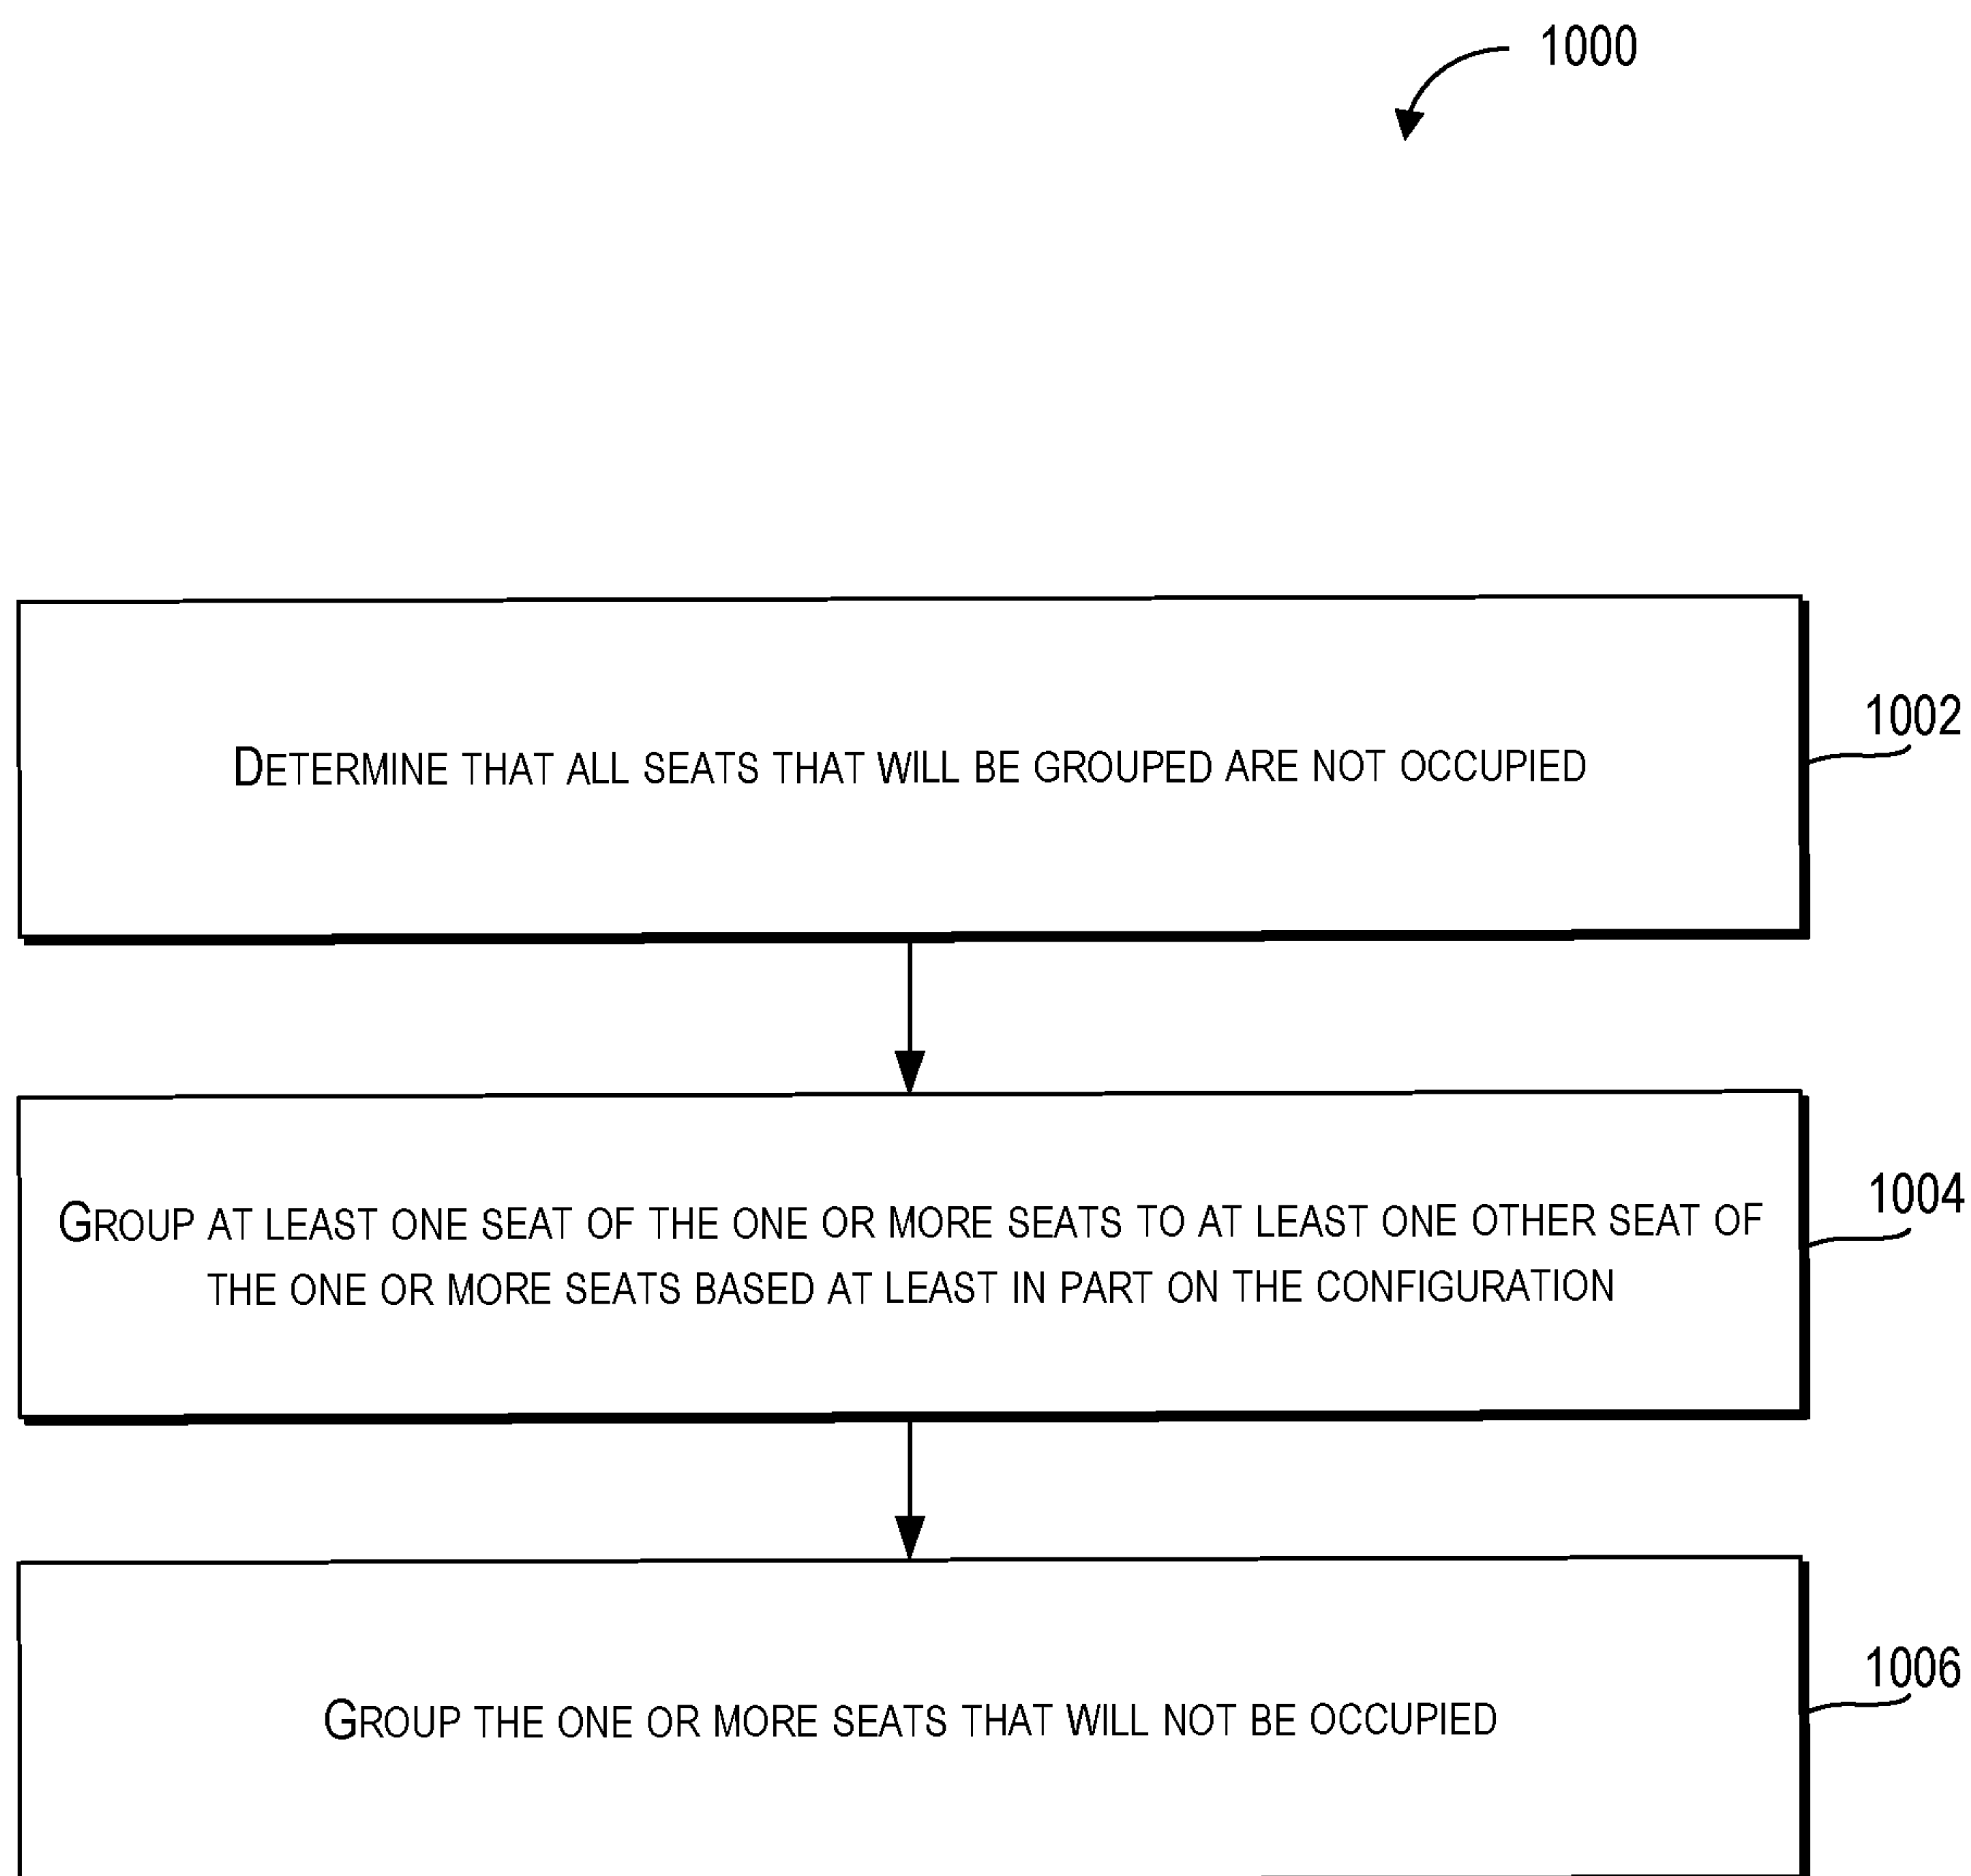 1000
DETERMINE THAT ALL SEATS THAT WILL BE GROUPED ARE NOT OCCUPIED
1002
GROUP AT LEAST ONE SEAT OF THE ONE OR MORE SEATS TO AT LEAST ONE OTHER SEAT OF
THE ONE OR MORE SEATS BASED AT LEAST IN PART ON THE CONFIGURATION
1004
GROUP THE ONE OR MORE SEATS THAT WILL NOT BE OCCUPIED
1006